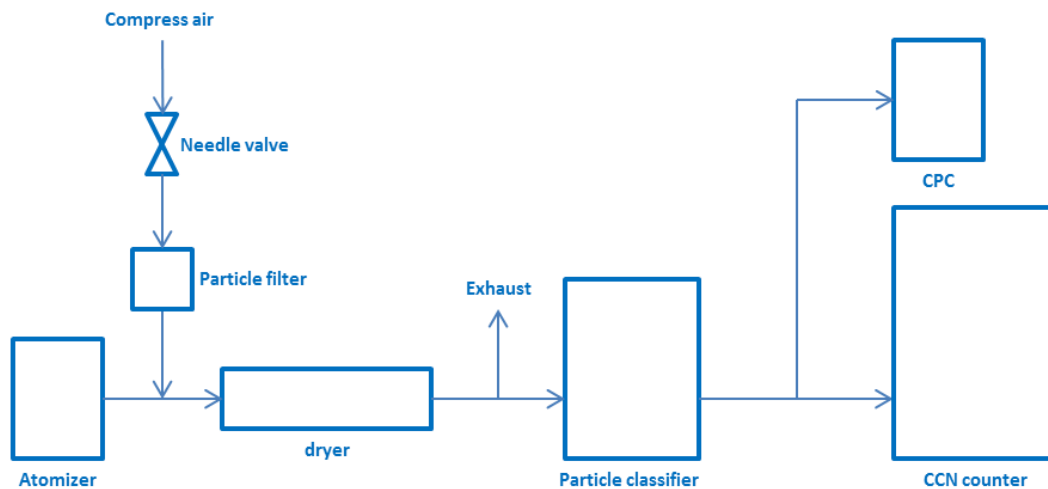 Compress air
Needle valve
CPC
Particle filter
Exhaust
dryer
Atomizer
Particle classifier
CCN counter